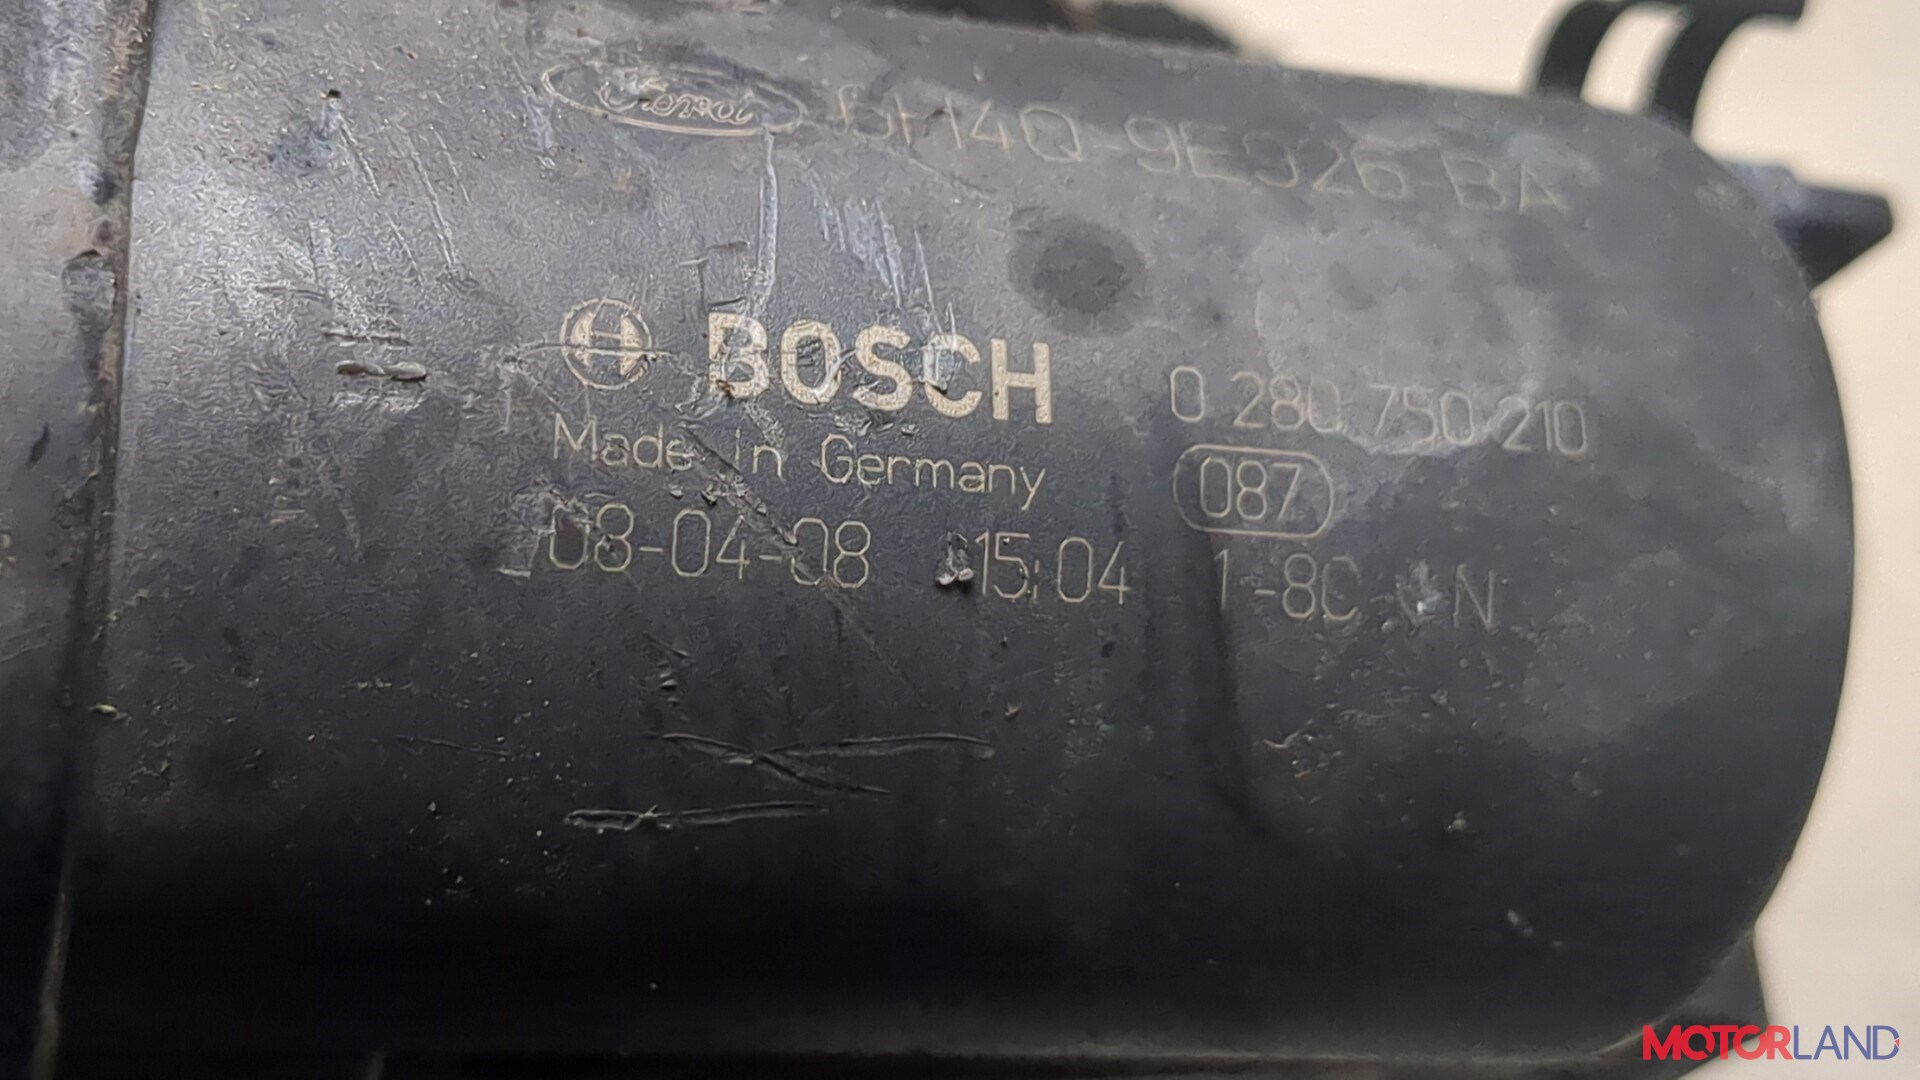 Ford 6H4Q-9E926-BA
BOSCH 0 280 750 210
Made in Germany 087
08-04-08 15:04 1-8C N
MOTORLAND